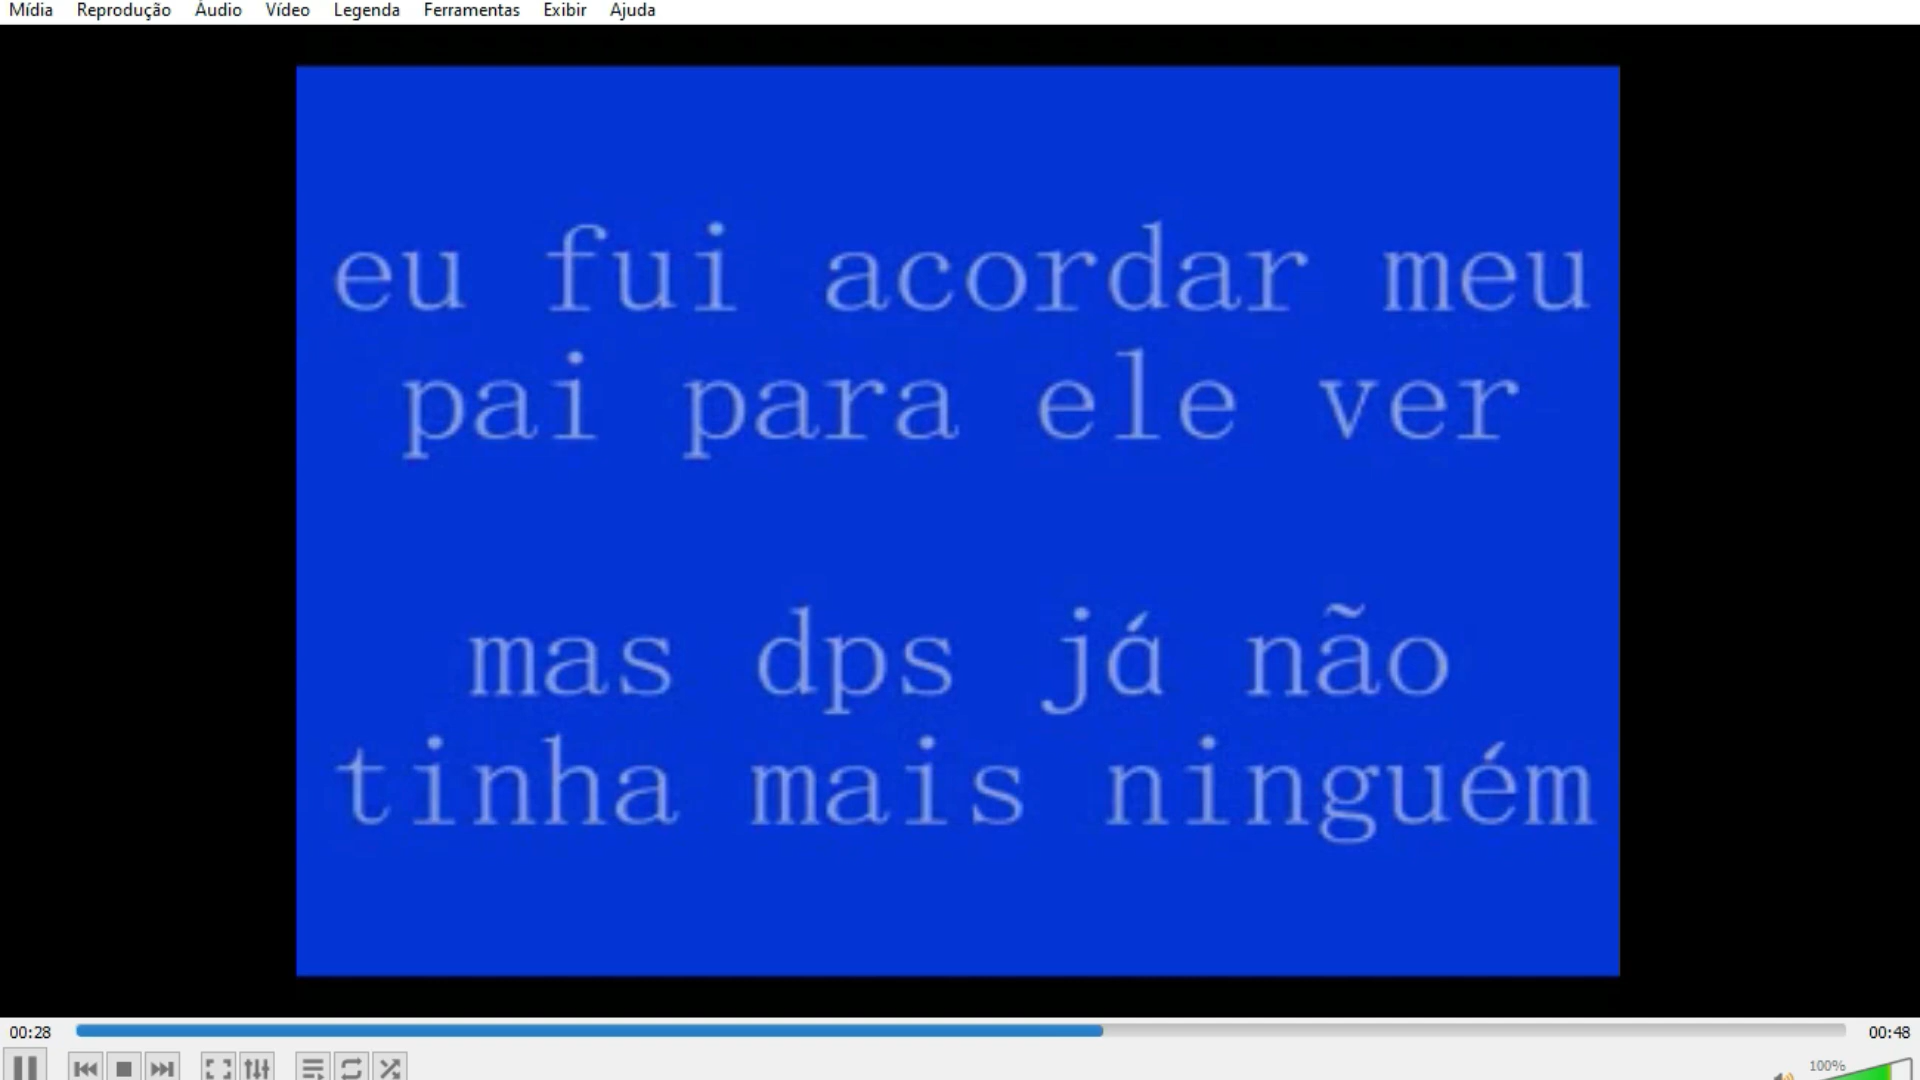 Mídia Reprodução Áudio Vídeo Legenda Ferramentas Exibir Ajuda
eu fui acordar meu
pai para ele ver
mas dps já não
tinha mais ninguém
00:28 00:48
100%